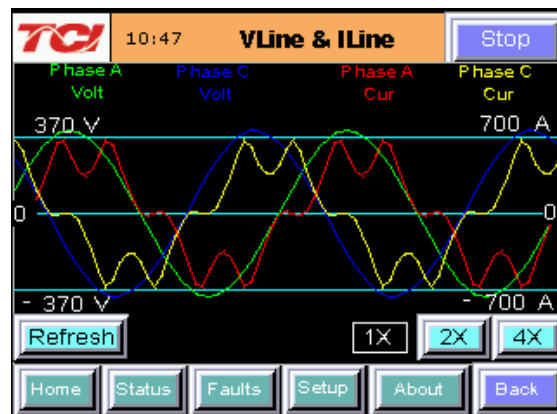 TCI 10:47 VLine & ILine Stop
Phase A Phase C Phase A Phase C
Volt Volt Cur Cur
370 V 700 A
0 0
- 370 V - 700 A
Refresh 1X 2X 4X
Home Status Faults Setup About Back